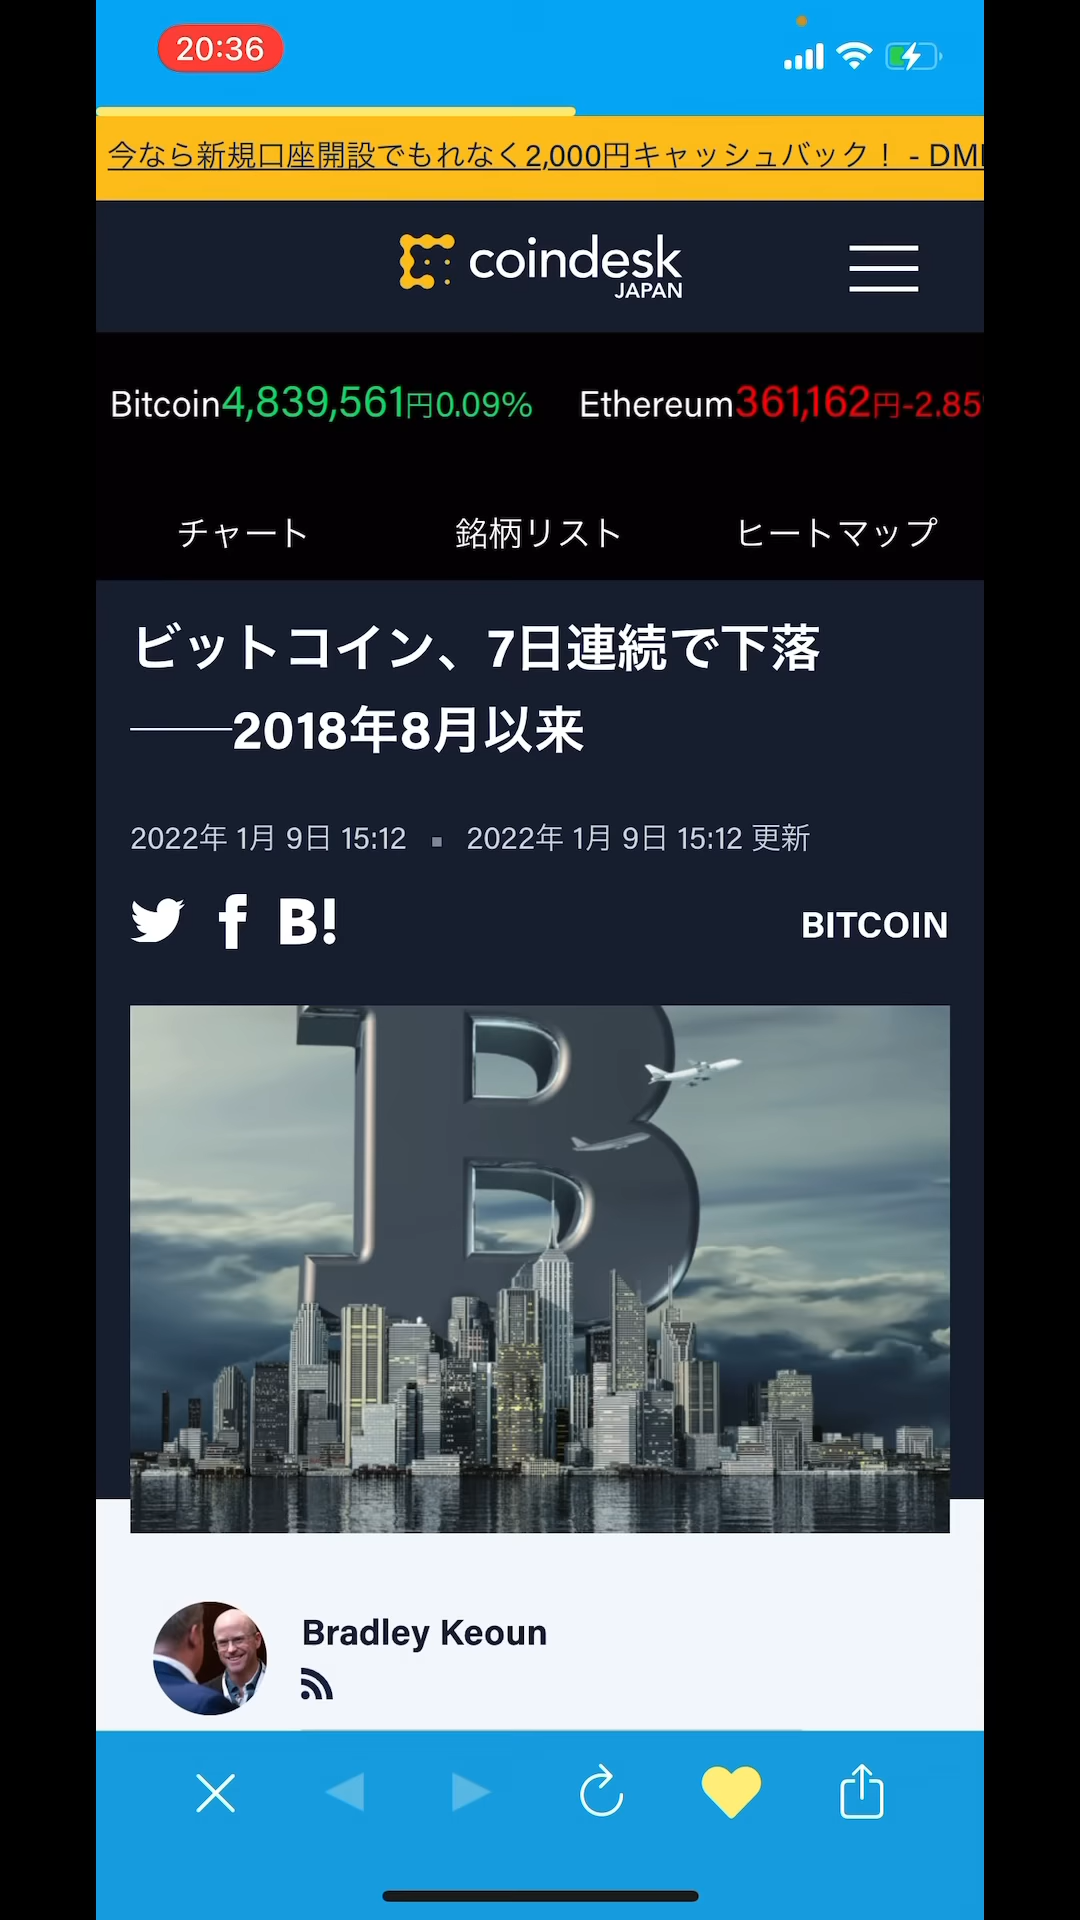 20:36
今なら新規口座開設でもれなく2,000円キャッシュバック！ - DM
coindesk
JAPAN
Bitcoin4,839,561円0.09% Ethereum361,162円-2.85
チャート 銘柄リスト ヒートマップ
ビットコイン、7日連続で下落
──2018年8月以来
2022年 1月 9日 15:12 ▪ 2022年 1月 9日 15:12 更新
B!
BITCOIN
Bradley Keoun